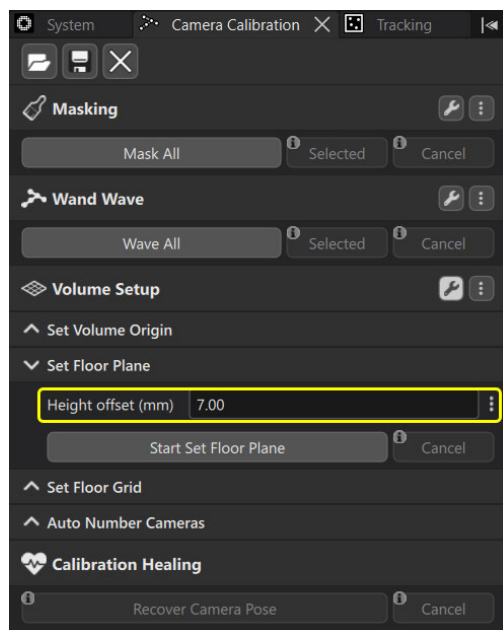 System Camera Calibration Tracking
Masking
Mask All Selected Cancel
Wand Wave
Wave All Selected Cancel
Volume Setup
Set Volume Origin
Set Floor Plane
Height offset (mm) 7.00
Start Set Floor Plane Cancel
Set Floor Grid
Auto Number Cameras
Calibration Healing
Recover Camera Pose Cancel